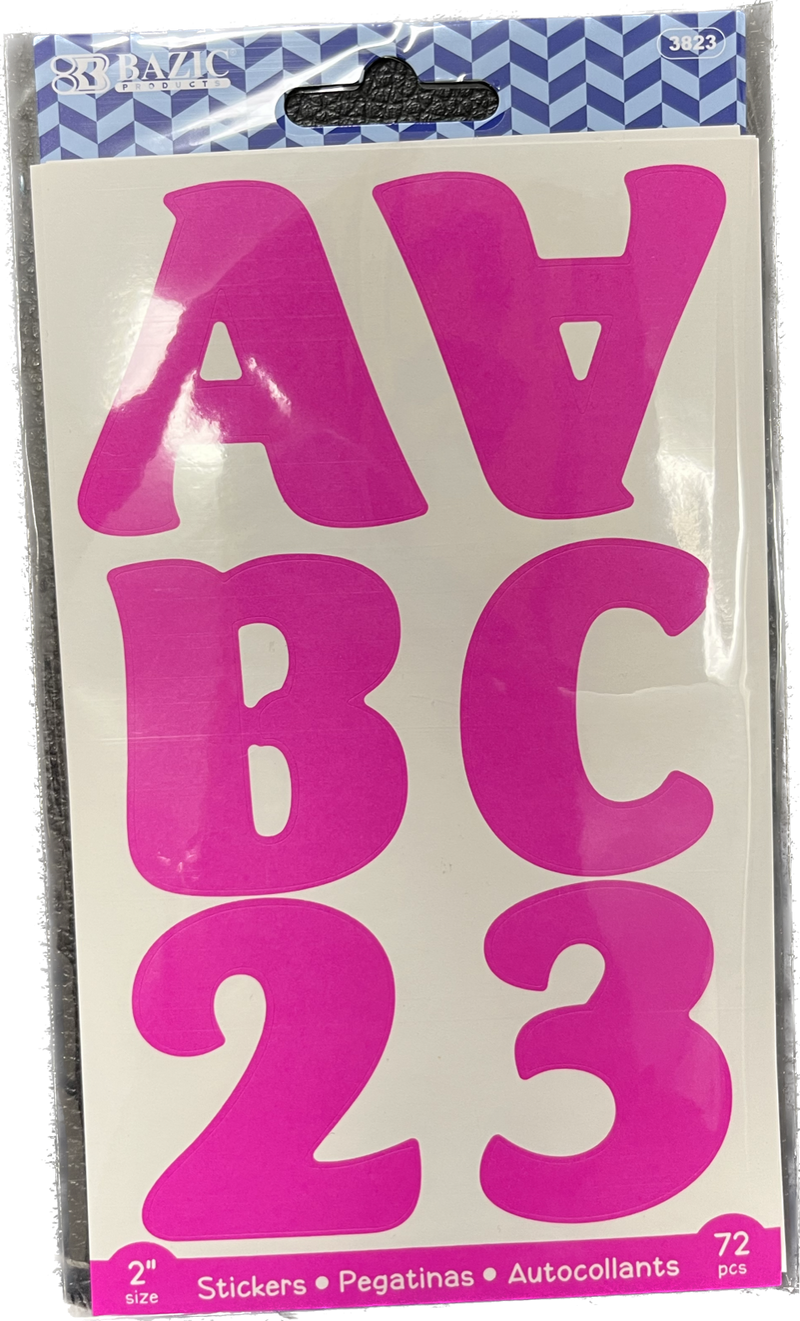 BAZIC
PRODUCTS
3823
A A
B C
2 3
2" size
Stickers • Pegatinas • Autocollants
72 pcs